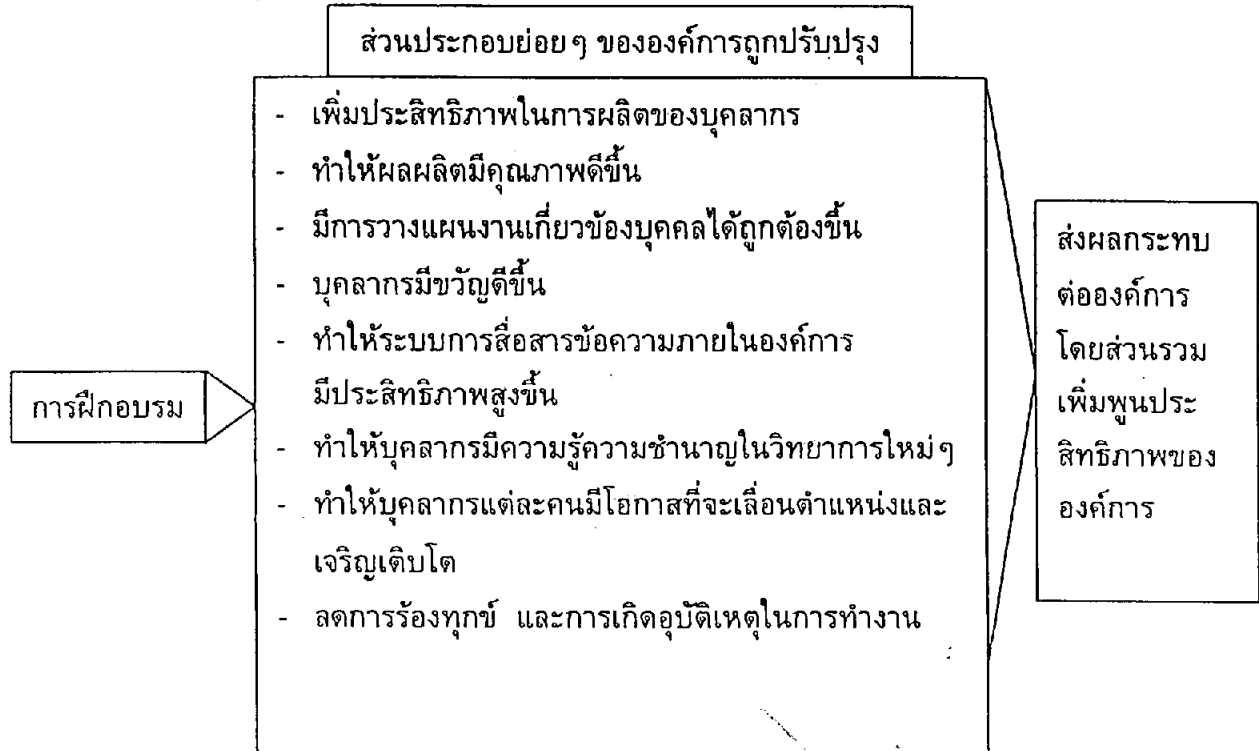 ส่วนประกอบย่อยๆ ขององค์การถูกปรับปรุง
- เพิ่มประสิทธิภาพในการผลิตของบุคลากร
- ทำให้ผลผลิตมีคุณภาพดีขึ้น
- มีการวางแผนงานเกี่ยวข้องบุคคลได้ถูกต้องขึ้น
- บุคลากรมีขวัญดีขึ้น
- ทำให้ระบบการสื่อสารข้อความภายในองค์การ
มีประสิทธิภาพสูงขึ้น
- ทำให้บุคลากรมีความรู้ความชำนาญในวิทยาการใหม่ๆ
- ทำให้บุคลากรแต่ละคนมีโอกาสที่จะเลื่อนตำแหน่งและ
เจริญเติบโต
- ลดการร้องทุกข์ และการเกิดอุบัติเหตุในการทำงาน
การฝึกอบรม
ส่งผลกระทบ
ต่อองค์การ
โดยส่วนรวม
เพิ่มพูนประ
สิทธิภาพของ
องค์การ